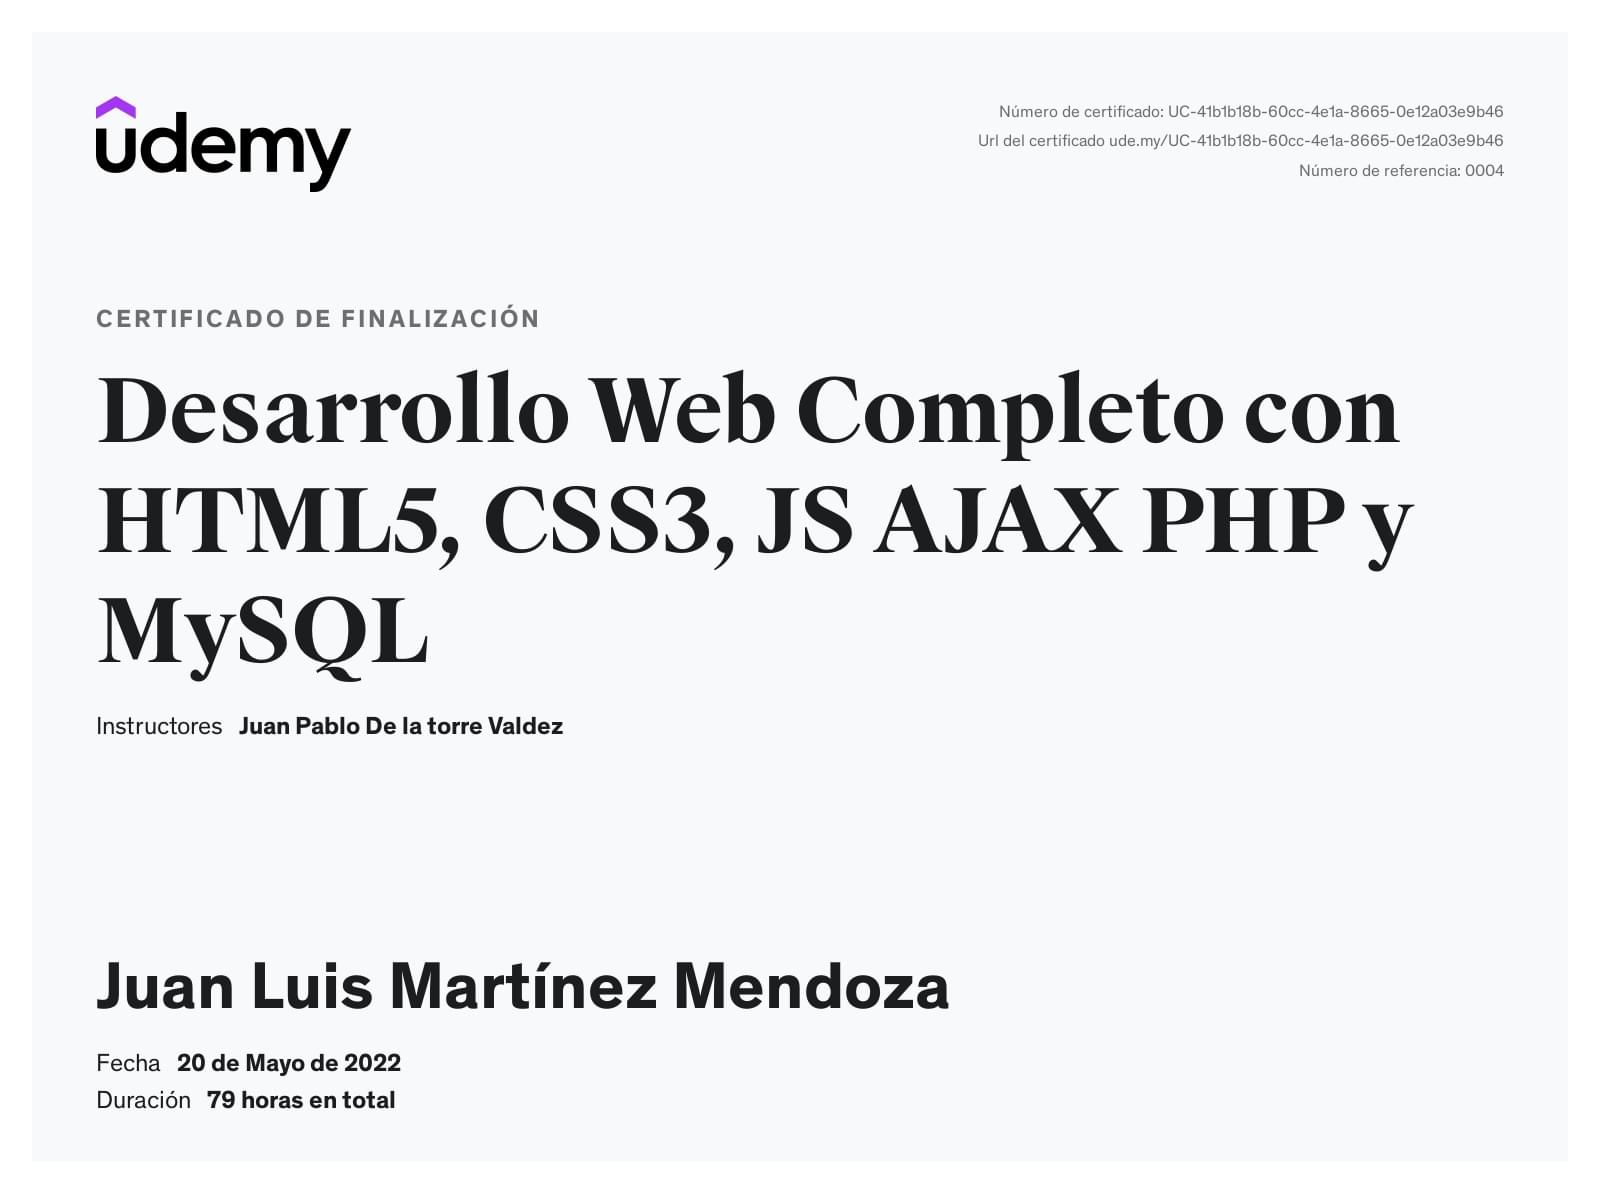 udemy
Número de certificado: UC-41b1b18b-60cc-4e1a-8665-0e12a03e9b46
Url del certificado ude.my/UC-41b1b18b-60cc-4e1a-8665-0e12a03e9b46
Número de referencia: 0004
CERTIFICADO DE FINALIZACIÓN
Desarrollo Web Completo con
HTML5, CSS3, JS AJAX PHP y
MySQL
Instructores Juan Pablo De la torre Valdez
Juan Luis Martínez Mendoza
Fecha 20 de Mayo de 2022
Duración 79 horas en total